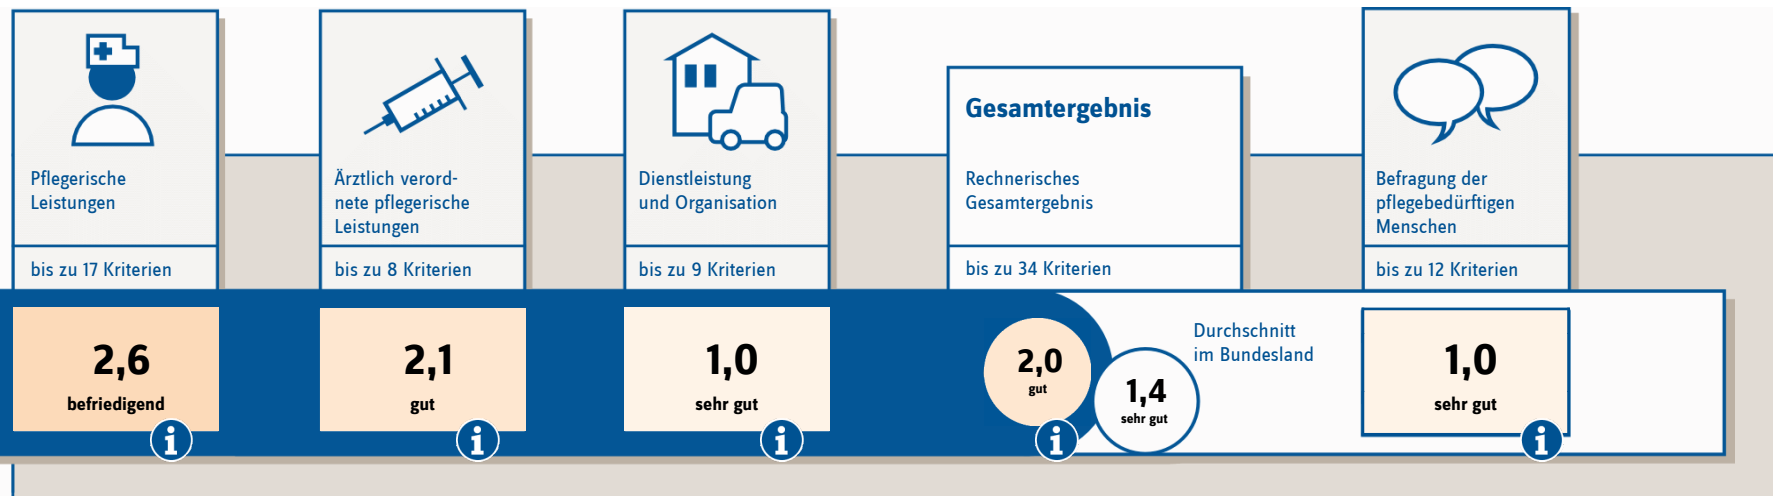 Pflegerische
Leistungen
bis zu 17 Kriterien
2,6
befriedigend
i
Ärztlich verord-
nete pflegerische
Leistungen
bis zu 8 Kriterien
2,1
gut
i
Dienstleistung
und Organisation
bis zu 9 Kriterien
1,0
sehr gut
i
Gesamtergebnis
Rechnerisches
Gesamtergebnis
bis zu 34 Kriterien
2,0
gut
i
1,4
sehr gut
Durchschnitt
im Bundesland
Befragung der
pflegebedürftigen
Menschen
bis zu 12 Kriterien
1,0
sehr gut
i